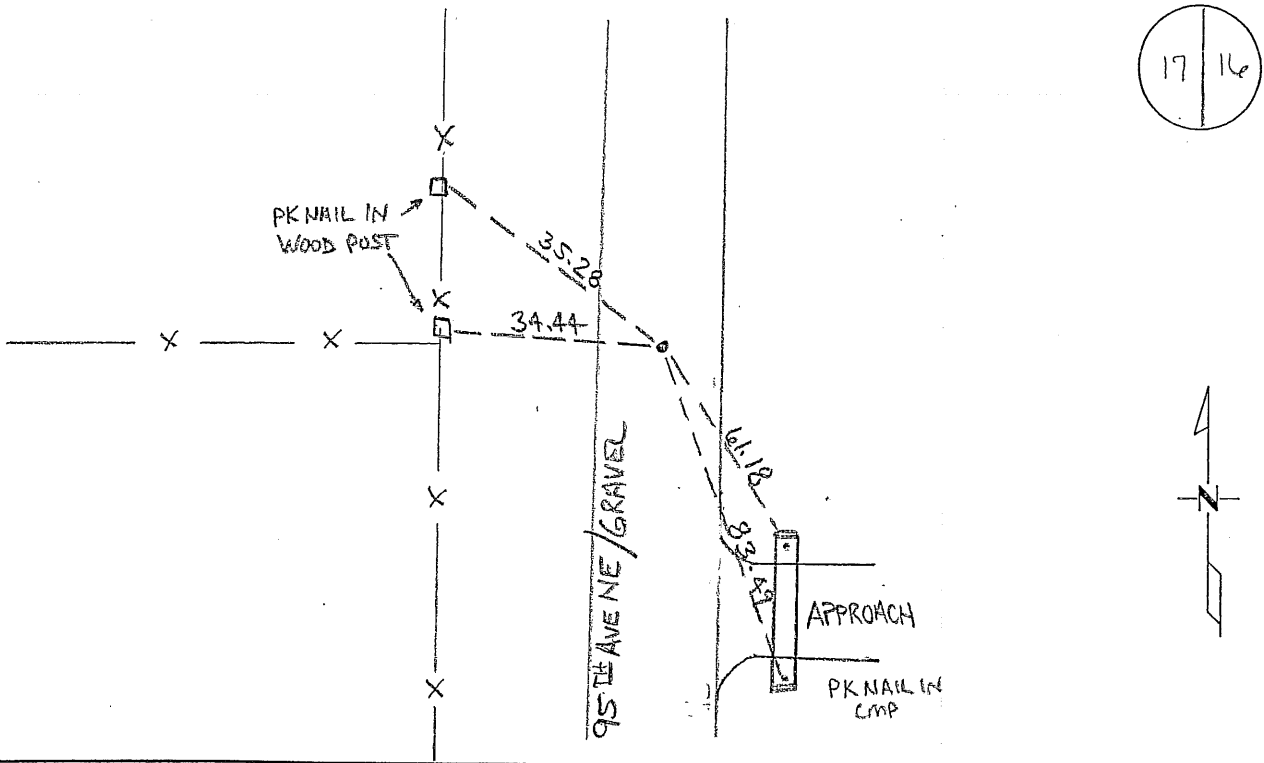 17 16
PK NAIL IN
WOOD POST
35.28
34.44
61.18
83.49
95TH AVE NE/GRAVEL
N
APPROACH
PK NAIL IN
CMP